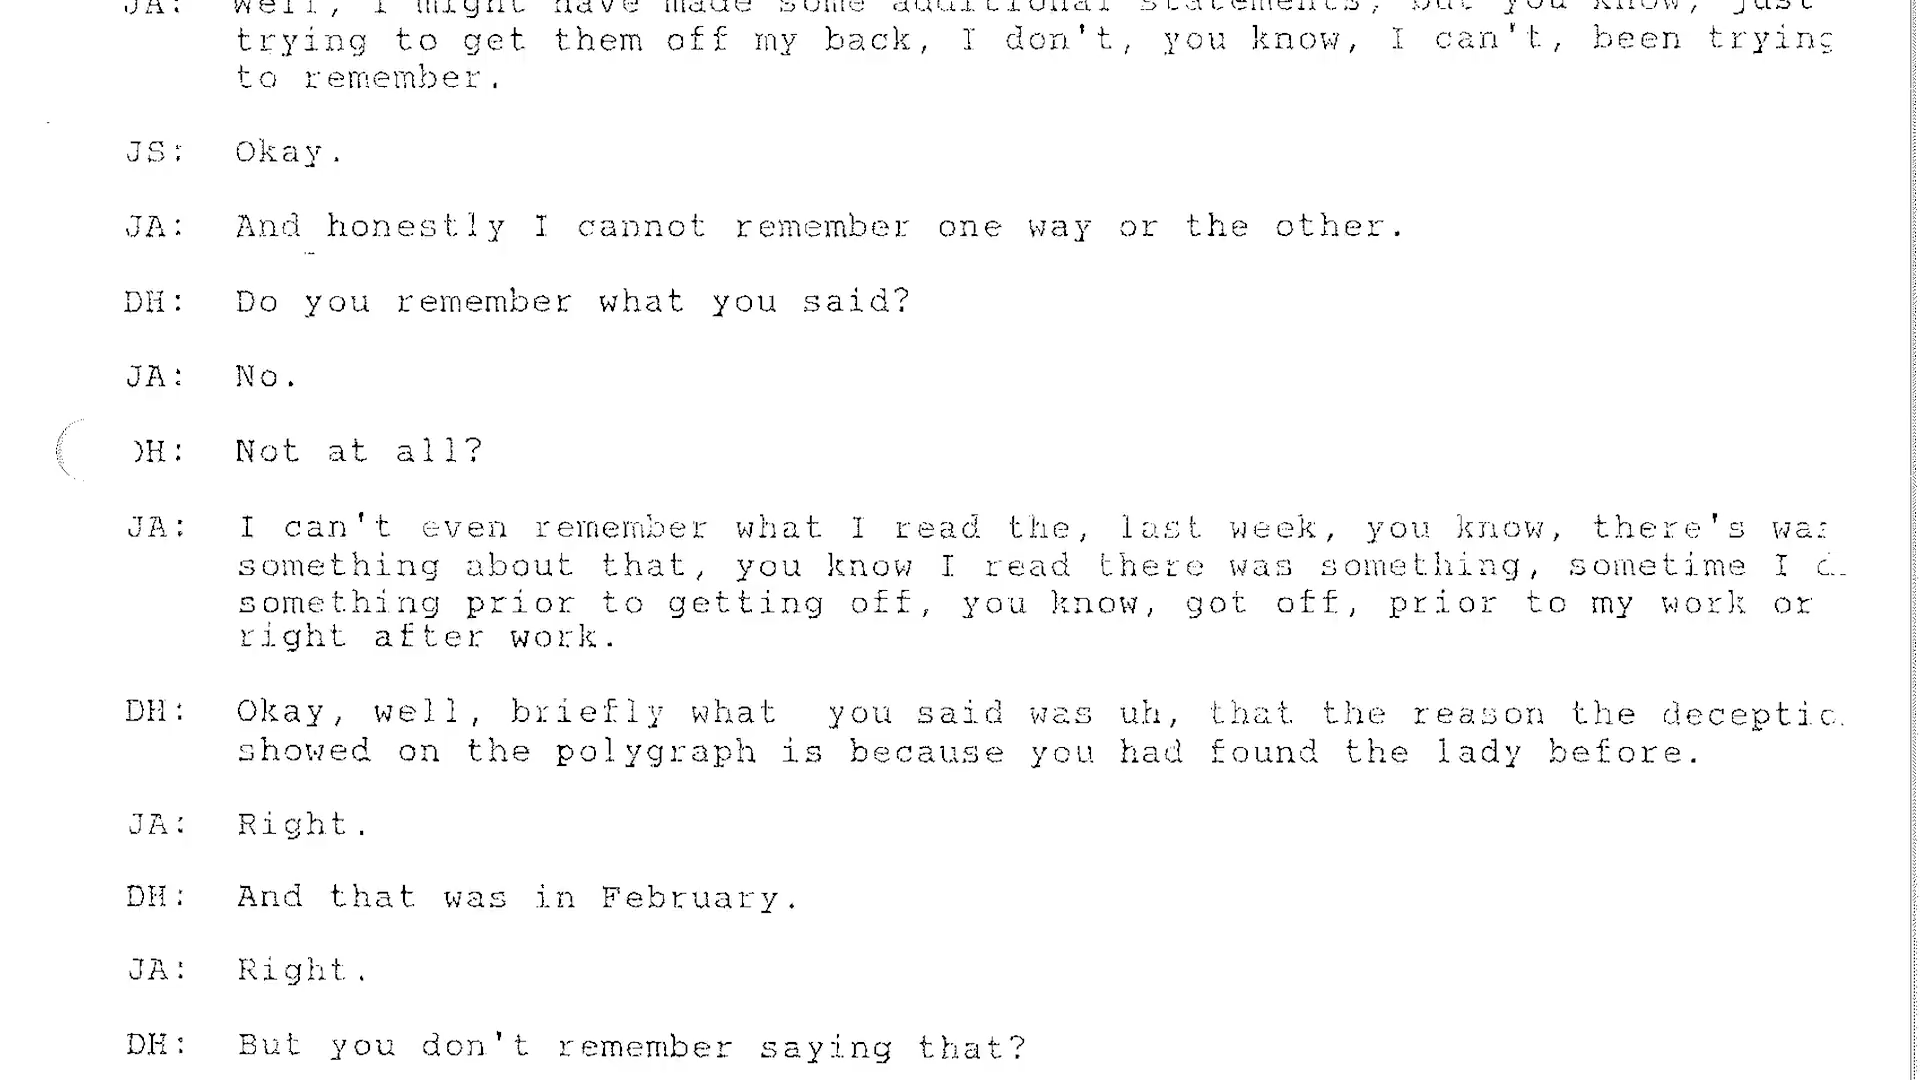 JA: Well, I might have made some additional statements, but you know, just
trying to get them off my back, I don't, you know, I can't, been trying
to remember.
JS: Okay.
JA: And honestly I cannot remember one way or the other.
DH: Do you remember what you said?
JA: No.
DH: Not at all?
JA: I can't even remember what I read the, last week, you know, there's was
something about that, you know I read there was something, sometime I
something prior to getting off, you know, got off, prior to my work or
right after work.
DH: Okay, well, briefly what you said was uh, that the reason the
showed on the polygraph is because you had found the lady before.
JA: Right.
DH: And that was in February.
JA: Right.
DH: But you don't remember saying that?